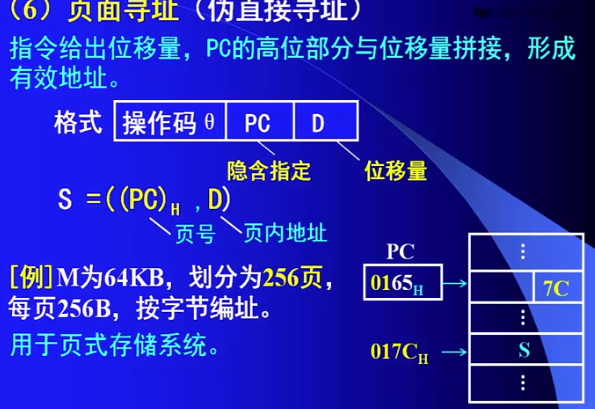 （6）页面寻址（伪直接寻址）
指令给出位移量，PC的高位部分与位移量拼接，形成
有效地址。
格式 操作码θ PC D
隐含指定 位移量
S =((PC)H ,D)
页号 页内地址
[例]M为64KB，划分为256页，
每页256B，按字节编址。
用于页式存储系统。
PC
0165H
017CH
⋮
7C
⋮
S
⋮